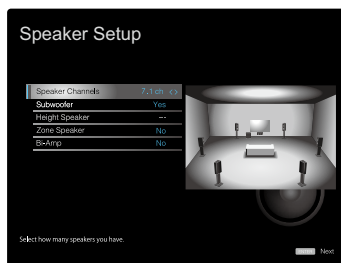 Speaker Setup
Speaker Channels 7.1 ch <>
Subwoofer Yes
Height Speaker ---
Zone Speaker No
Bi-Amp No
Select how many speakers you have.
ENTER Next